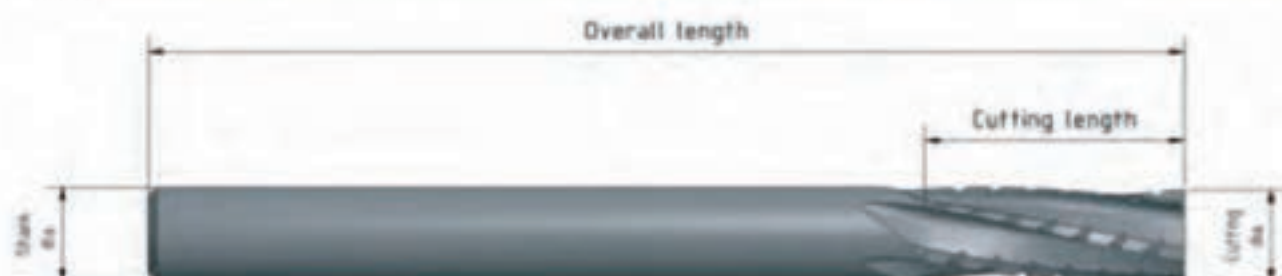 Overall length
Cutting length
Shank
dia
Cutting
dia